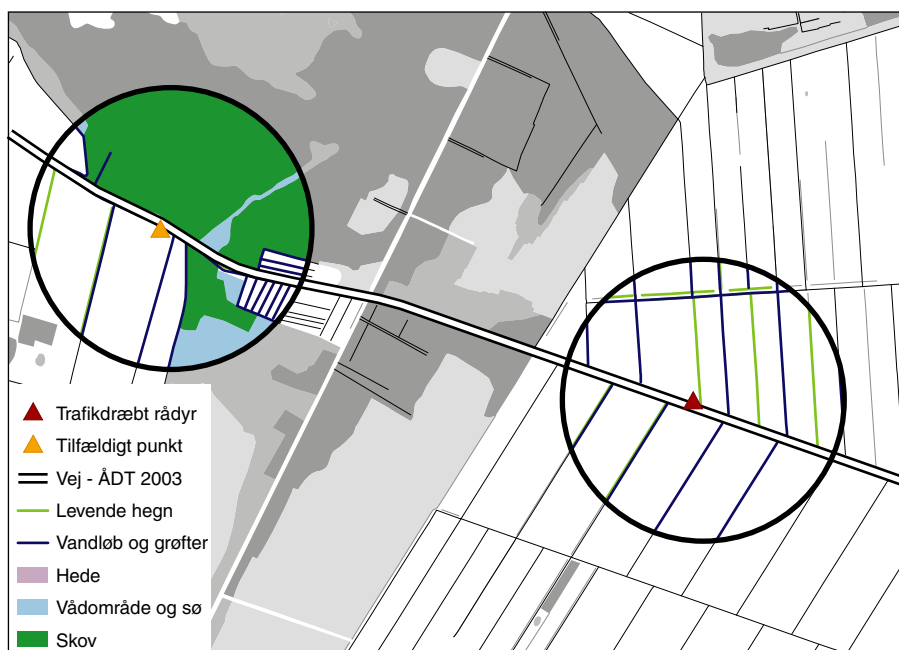 Trafikdræbt rådyr
Tilfældigt punkt
Vej - ÅDT 2003
Levende hegn
Vandløb og grøfter
Hede
Vådområde og sø
Skov